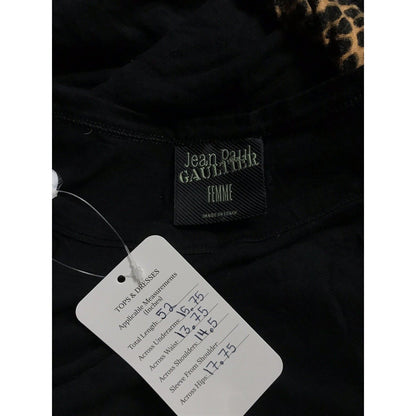 Jean Paul
GAULTIER
FEMME
MADE IN ITALY
TOPS & DRESSES
Applicable Measurements
(Inches)
Total Length: 52
Across Underarms: 15.75
Across Waist: 13.75
Across Shoulders: 14.5
Sleeve From Shoulder:
Across Hips: 17.75